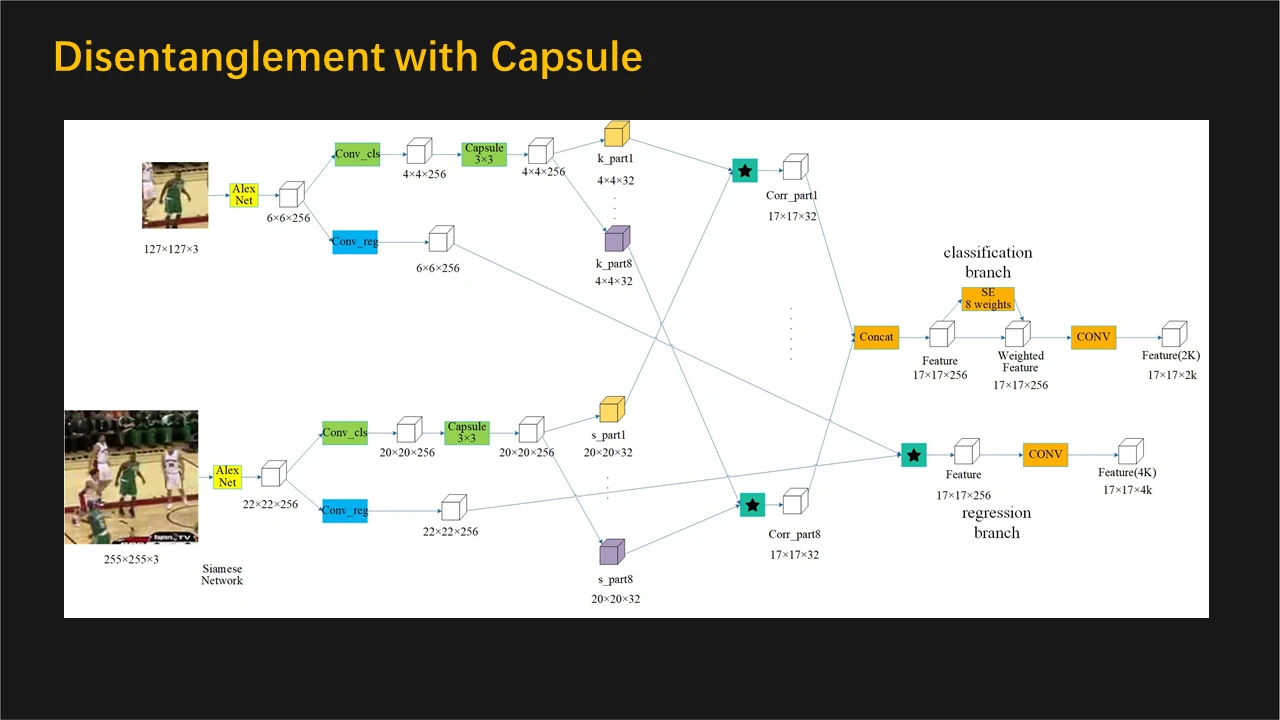 Disentanglement with Capsule
127×127×3
Alex
Net
6×6×256
Conv_cls
4×4×256
Capsule
3×3
4×4×256
k_part1
4×4×32
Conv_reg
6×6×256
k_part8
4×4×32
Corr_part1
17×17×32
255×255×3
Siamese
Network
Alex
Net
22×22×256
Conv_cls
20×20×256
Capsule
3×3
20×20×256
s_part1
20×20×32
Conv_reg
22×22×256
s_part8
20×20×32
Corr_part8
17×17×32
classification
branch
SE
8 weights
Concat
Feature
17×17×256
Weighted
Feature
17×17×256
CONV
Feature(2K)
17×17×2k
Feature
17×17×256
CONV
Feature(4K)
17×17×4k
regression
branch
Raptors
TV